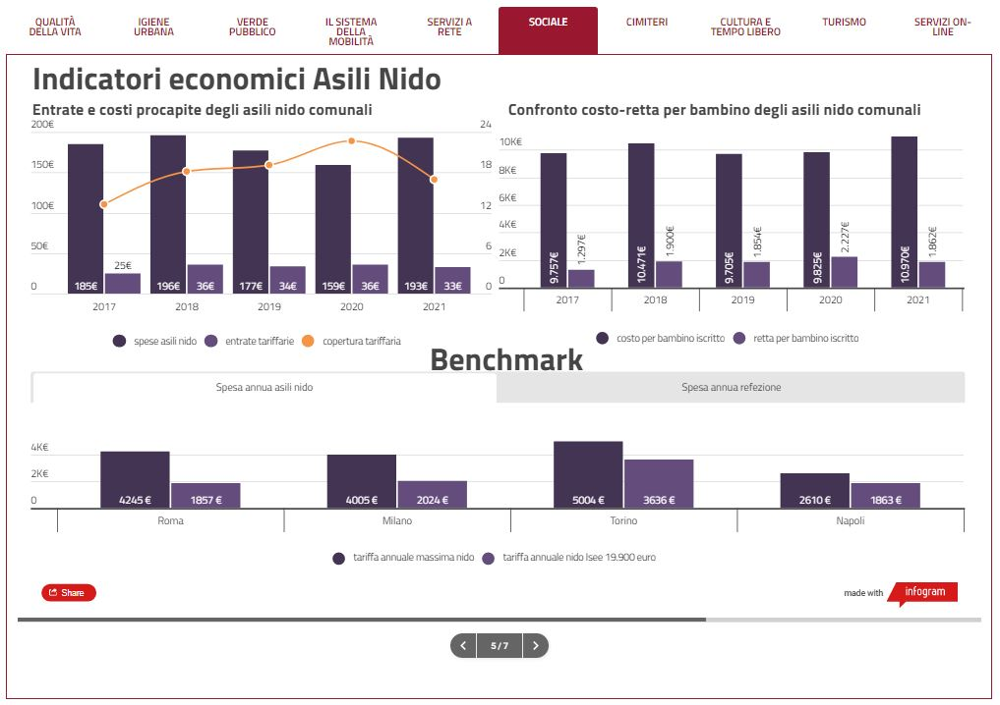 QUALITÀ
DELLA VITA
IGIENE
URBANA
VERDE
PUBBLICO
IL SISTEMA
DELLA
MOBILITÀ
SERVIZI A
RETE
SOCIALE
CIMITERI
CULTURA E
TEMPO LIBERO
TURISMO
SERVIZI ON-
LINE
Indicatori economici Asili Nido
Entrate e costi procapite degli asili nido comunali
200€
150€
100€
50€
0
24
18
12
6
0
185€
25€
196€
36€
177€
34€
159€
36€
193€
33€
2017
2018
2019
2020
2021
spese asili nido
entrate tariffarie
copertura tariffaria
Confronto costo-retta per bambino degli asili nido comunali
10K€
8K€
6K€
4K€
2K€
0
9.757€
1.297€
10.471€
1.900€
9.705€
1.854€
9.825€
2.227€
10.970€
1.862€
2017
2018
2019
2020
2021
costo per bambino iscritto
retta per bambino iscritto
Benchmark
Spesa annua asili nido
Spesa annua refezione
4K€
2K€
0
4245 €
1857 €
4005 €
2024 €
5004 €
3636 €
2610 €
1863 €
Roma
Milano
Torino
Napoli
tariffa annuale massima nido
tariffa annuale nido Isee 19.900 euro
Share
made with
infogram
5 / 7